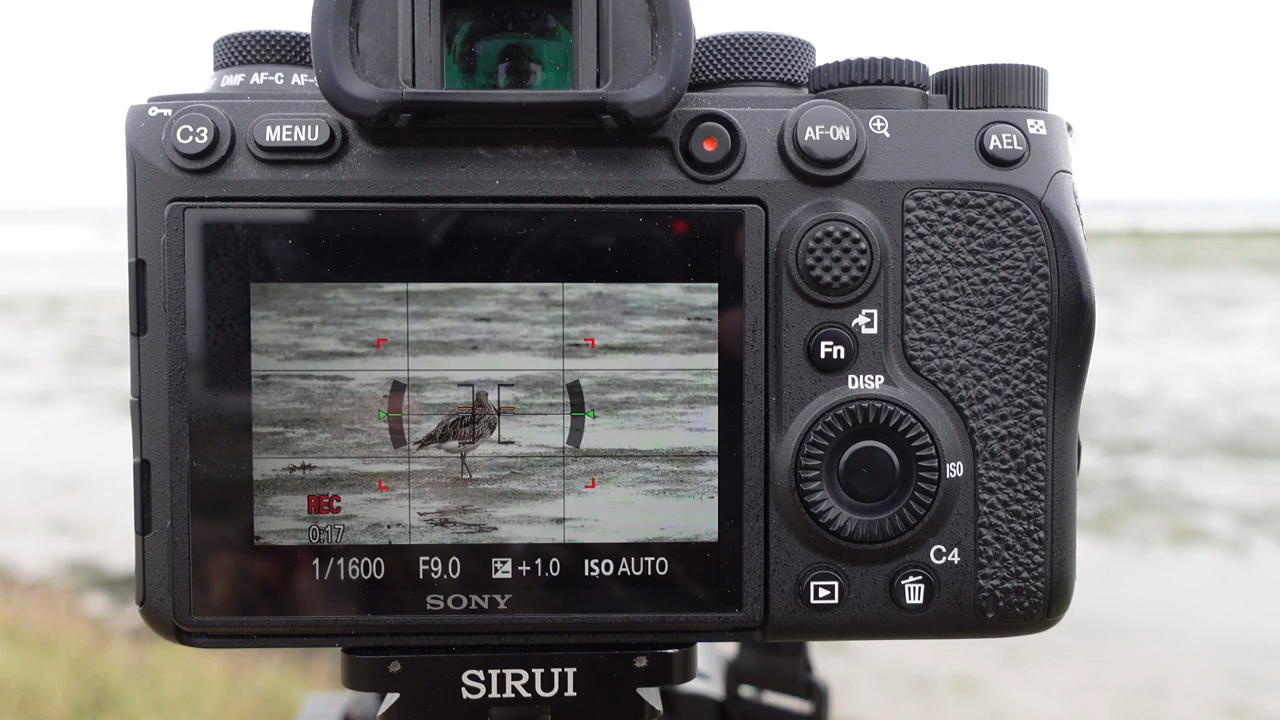 DMF AF-C AF-
C3
MENU
AF-ON
AEL
Fn
DISP
ISO
REC
0:17
1/1600 F9.0 +1.0 ISO AUTO
SONY
C4
SIRUI